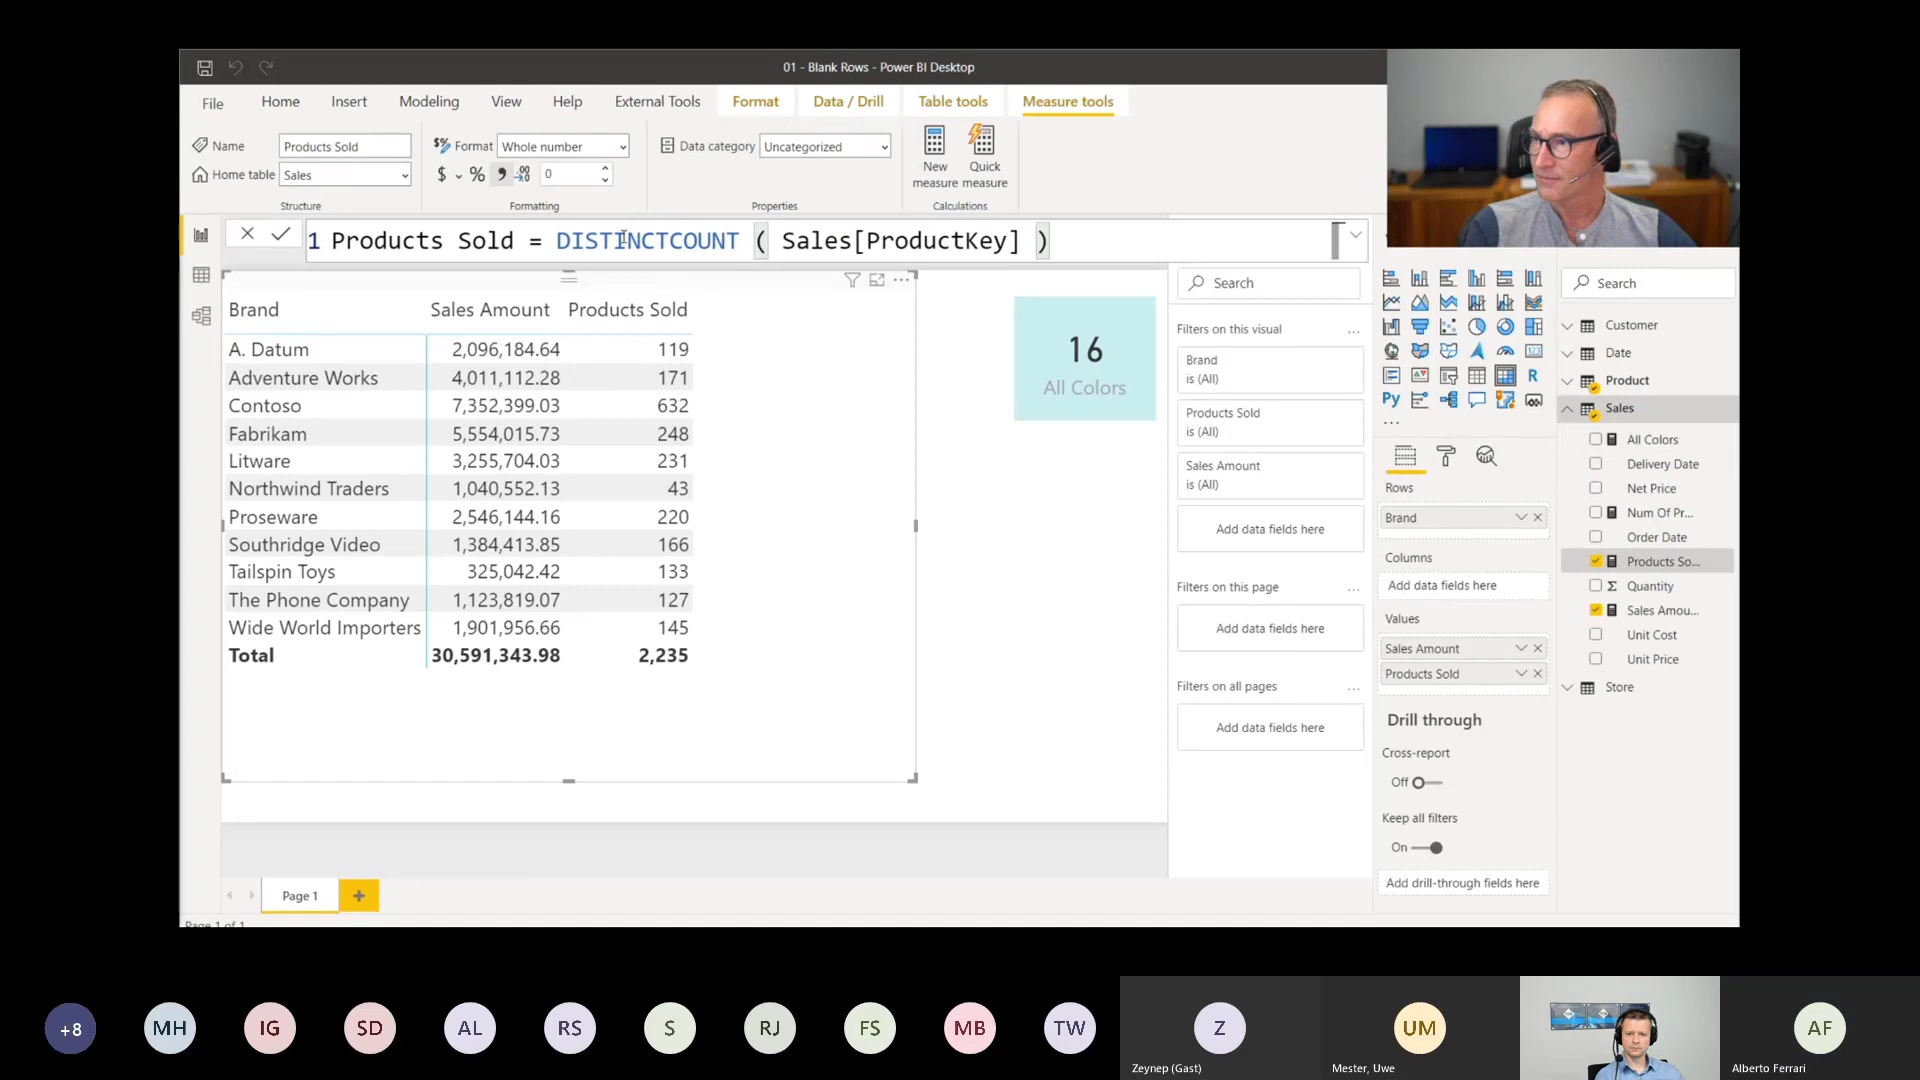 01 - Blank Rows - Power BI Desktop
File Home Insert Modeling View Help External Tools Format Data / Drill Table tools Measure tools
Name Products Sold
Home table Sales
Structure
Format Whole number
$ % 0
Formatting
Data category Uncategorized
Properties
New measure
Quick measure
Calculations
1 Products Sold = DISTINCTCOUNT ( Sales[ProductKey] )
Brand Sales Amount Products Sold
A. Datum 2,096,184.64 119
Adventure Works 4,011,112.28 171
Contoso 7,352,399.03 632
Fabrikam 5,554,015.73 248
Litware 3,255,704.03 231
Northwind Traders 1,040,552.13 43
Proseware 2,546,144.16 220
Southridge Video 1,384,413.85 166
Tailspin Toys 325,042.42 133
The Phone Company 1,123,819.07 127
Wide World Importers 1,901,956.66 145
Total 30,591,343.98 2,235
16
All Colors
Search
Filters on this visual ...
Brand
is (All)
Products Sold
is (All)
Sales Amount
is (All)
Add data fields here
Filters on this page ...
Add data fields here
Filters on all pages ...
Add data fields here
R
Py
...
Rows
Brand
Columns
Add data fields here
Values
Sales Amount
Products Sold
Drill through
Cross-report
Off
Keep all filters
On
Add drill-through fields here
Search
Customer
Date
Product
Sales
All Colors
Delivery Date
Net Price
Num Of Pr...
Order Date
Products So...
Σ Quantity
Sales Amou...
Unit Cost
Unit Price
Store
Page 1
+
Page 1 of 1
+8 MH IG SD AL RS S RJ FS MB TW Z UM AF
Zeynep (Gast) Mester, Uwe Alberto Ferrari